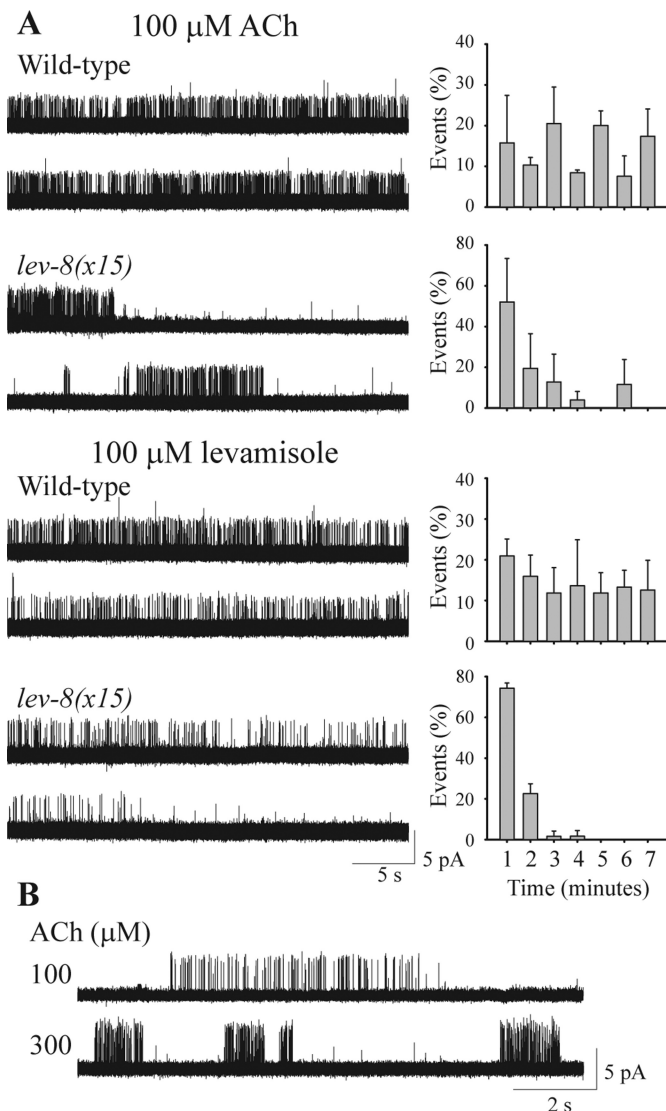 A
100 μM ACh
Wild-type
Events (%)
40
30
20
10
0
lev-8(x15)
Events (%)
80
60
40
20
0
100 μM levamisole
Wild-type
Events (%)
40
30
20
10
0
lev-8(x15)
Events (%)
80
60
40
20
0
1 2 3 4 5 6 7
Time (minutes)
5 pA
5 s
B
ACh (μM)
100
300
5 pA
2 s